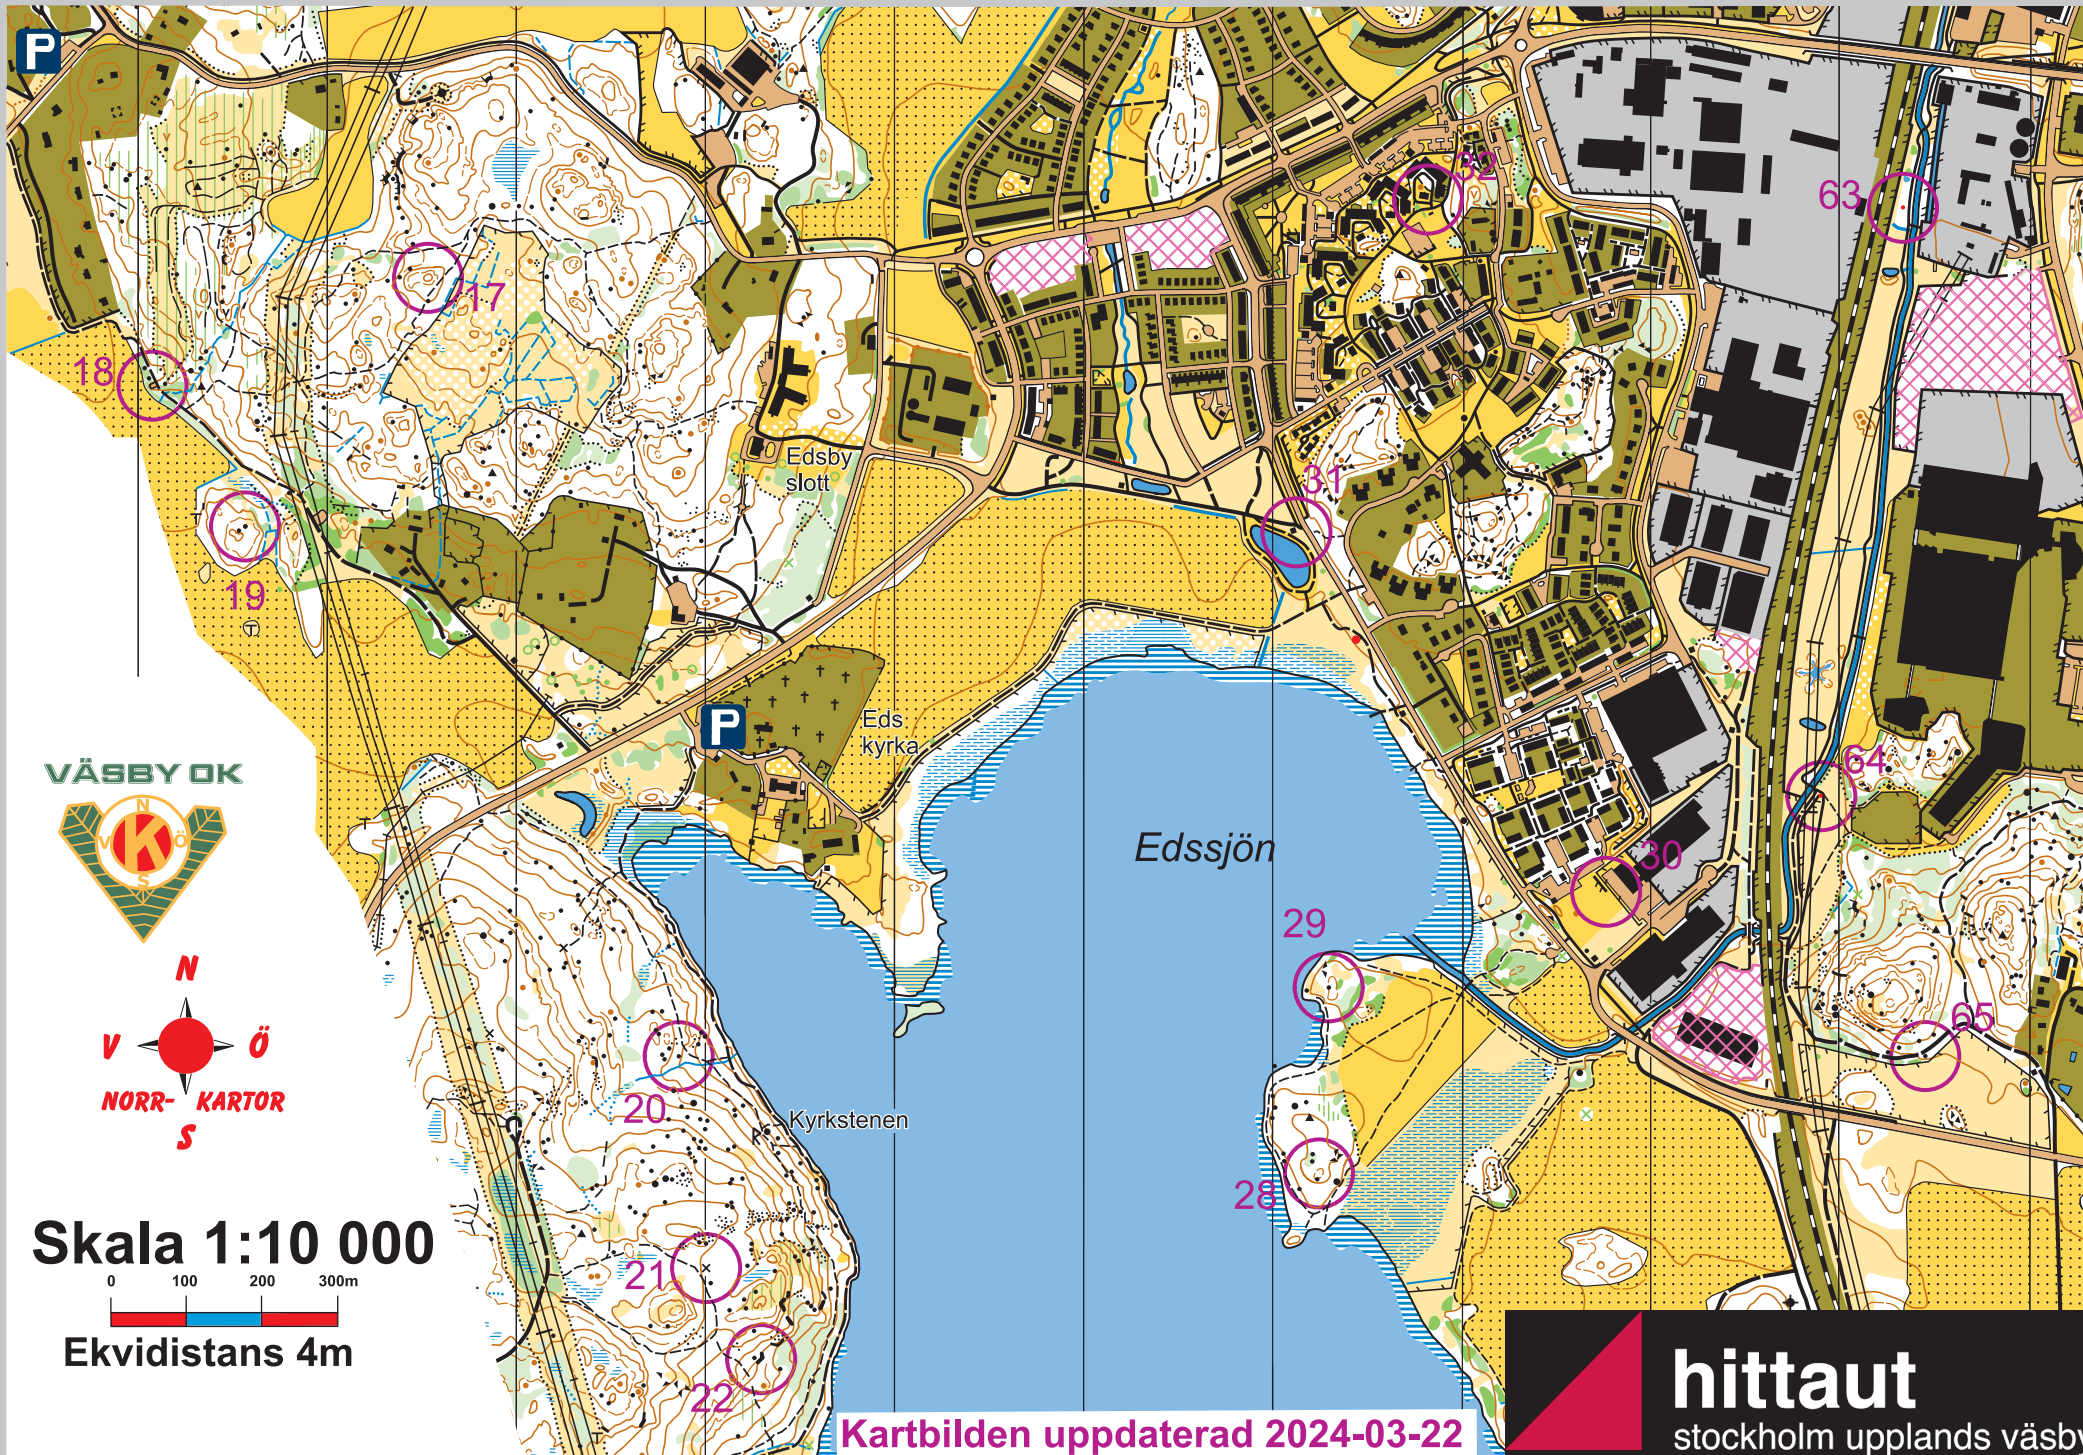 P
32
63
17
18
Edsby
slott
31
19
P
Eds
kyrka
VÄSBY OK
N
V
K
Ö
S
64
Edssjön
30
29
N
V
Ö
NORR- KARTOR
S
65
20
Kyrkstenen
28
Skala 1:10 000
0 100 200 300m
Ekvidistans 4m
21
22
hittaut
stockholm upplands väsby
Kartbilden uppdaterad 2024-03-22